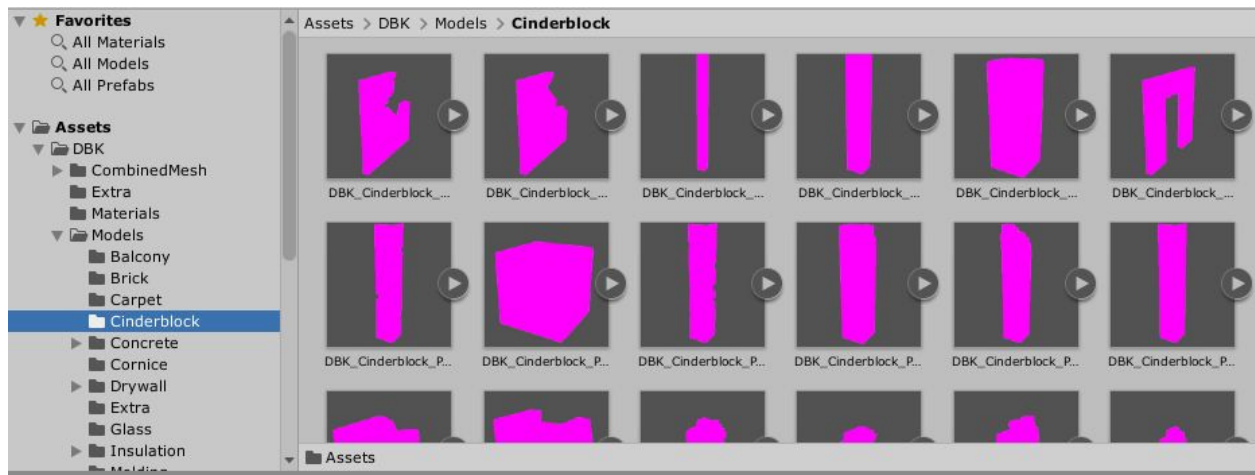 Favorites
All Materials
All Models
All Prefabs
Assets
DBK
CombinedMesh
Extra
Materials
Models
Balcony
Brick
Carpet
Cinderblock
Concrete
Cornice
Drywall
Extra
Glass
Insulation
Molding
Assets > DBK > Models > Cinderblock
DBK_Cinderblock_... DBK_Cinderblock_... DBK_Cinderblock_... DBK_Cinderblock_... DBK_Cinderblock_... DBK_Cinderblock_...
DBK_Cinderblock_P... DBK_Cinderblock_P... DBK_Cinderblock_P... DBK_Cinderblock_P... DBK_Cinderblock_P... DBK_Cinderblock_P...
Assets